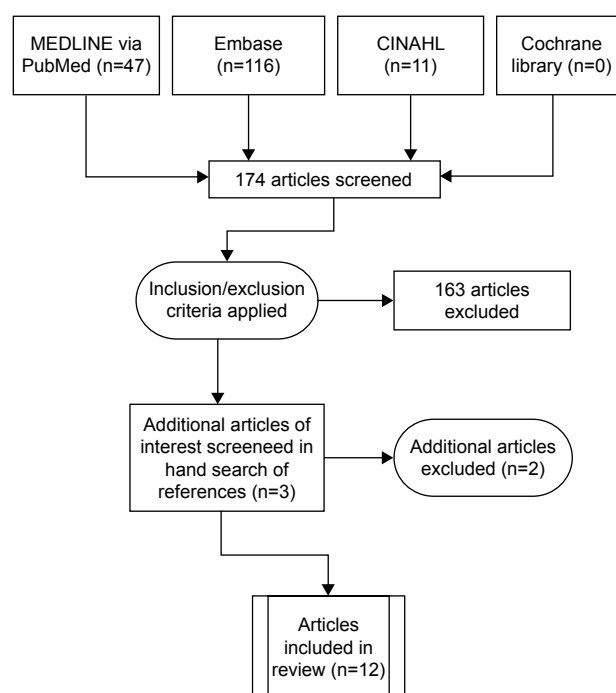 MEDLINE via
PubMed (n=47)
Embase
(n=116)
CINAHL
(n=11)
Cochrane
library (n=0)
174 articles screened
Inclusion/exclusion
criteria applied
163 articles
excluded
Additional articles of
interest screeneed in
hand search of
references (n=3)
Additional articles
excluded (n=2)
Articles
included in
review (n=12)